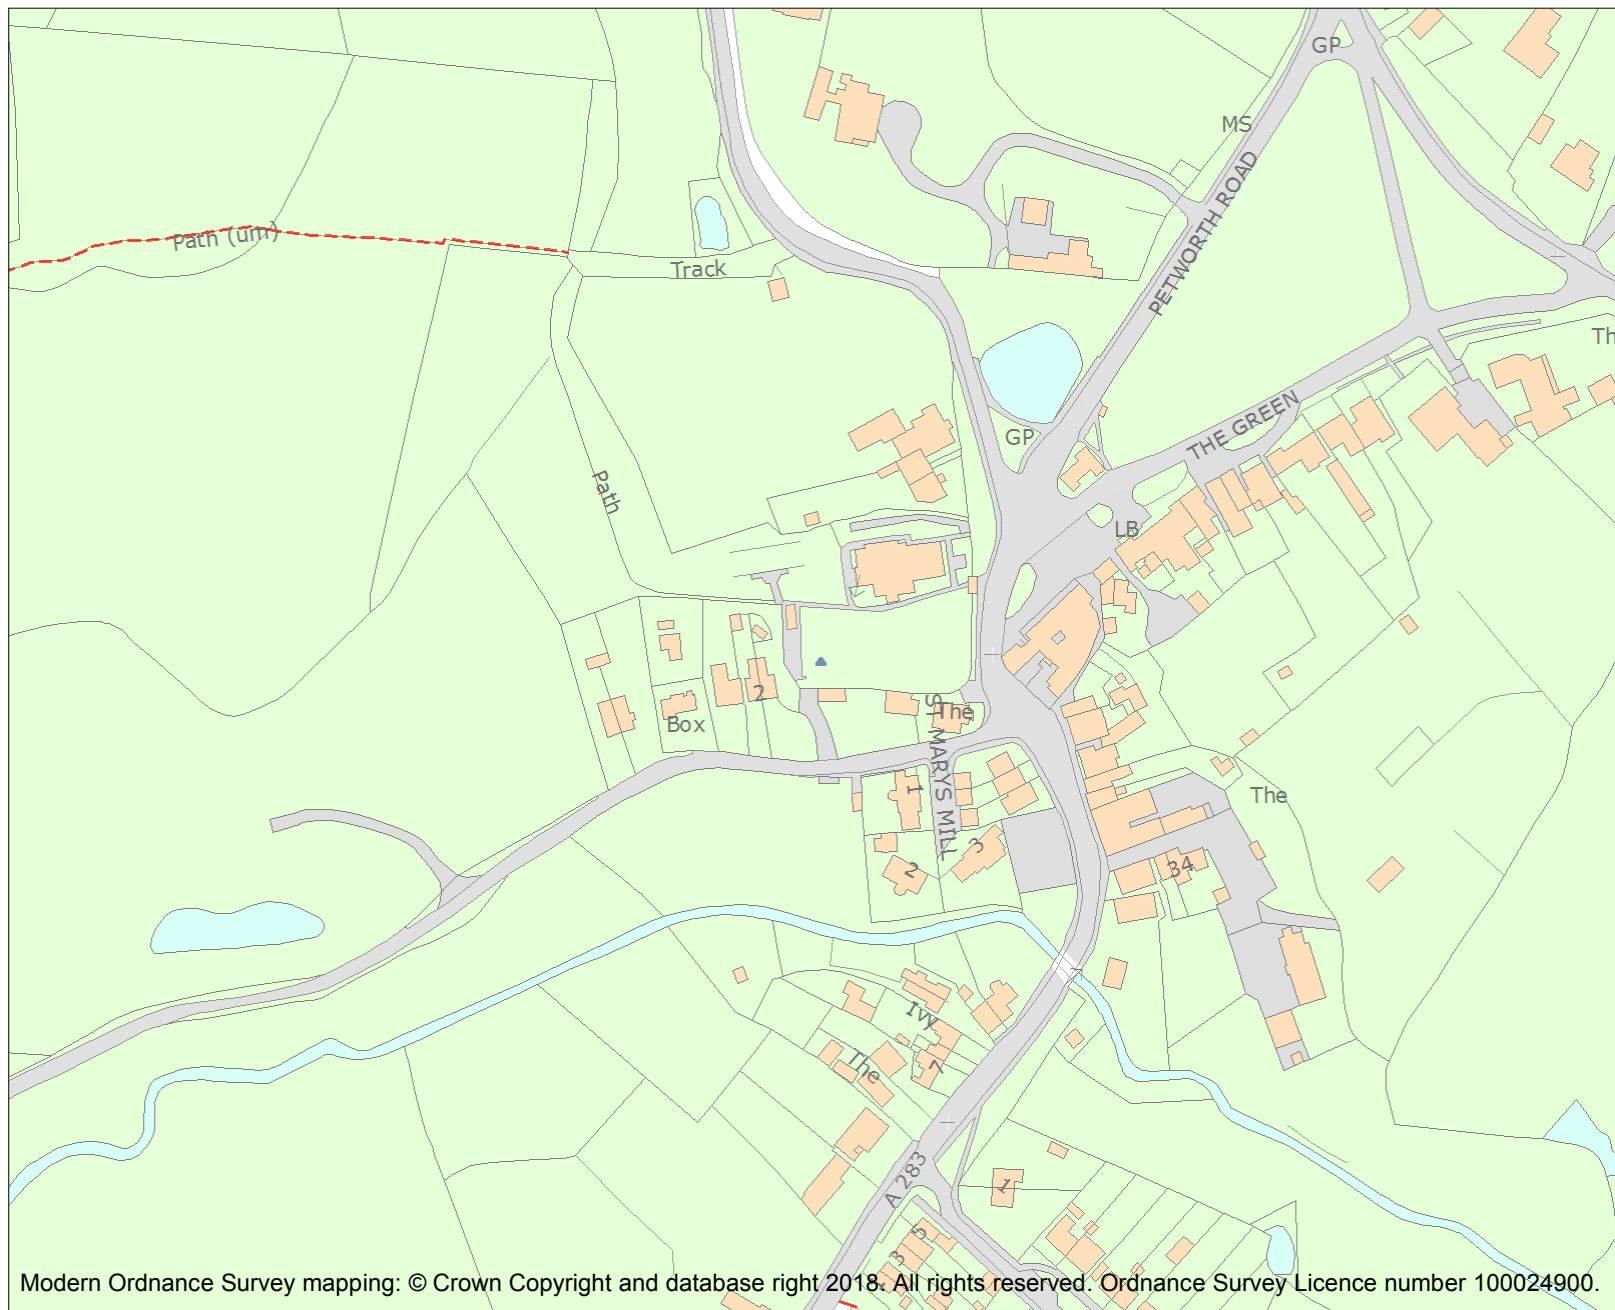 GP
MS
PETWORTH ROAD
Path (um)
Track
Th
THE GREEN
GP
Path
LB
2
The
Box
ST MARYS MILL
1
The
3
2
34
Ivy
The
7
A 283
1
5
3
Modern Ordnance Survey mapping: © Crown Copyright and database right 2018. All rights reserved. Ordnance Survey Licence number 100024900.